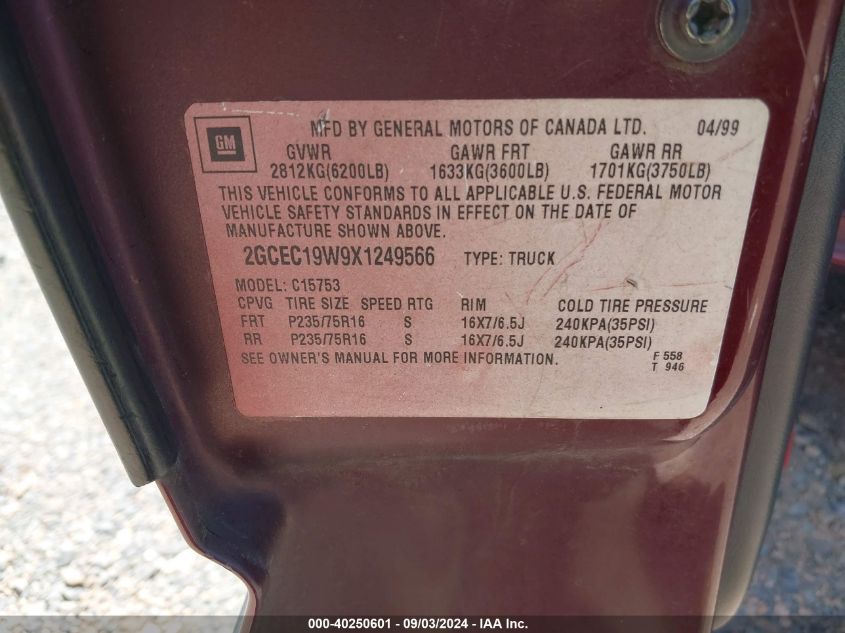 GM
MFD BY GENERAL MOTORS OF CANADA LTD. 04/99
GVWR GAWR FRT GAWR RR
2812KG(6200LB) 1633KG(3600LB) 1701KG(3750LB)
THIS VEHICLE CONFORMS TO ALL APPLICABLE U.S. FEDERAL MOTOR
VEHICLE SAFETY STANDARDS IN EFFECT ON THE DATE OF
MANUFACTURE SHOWN ABOVE.
2GCEC19W9X1249566 TYPE: TRUCK
MODEL: C15753
CPVG TIRE SIZE SPEED RTG RIM COLD TIRE PRESSURE
FRT P235/75R16 S 16X7/6.5J 240KPA(35PSI)
RR P235/75R16 S 16X7/6.5J 240KPA(35PSI)
SEE OWNER'S MANUAL FOR MORE INFORMATION. F 558
T 946
000-40250601 - 09/03/2024 - IAA Inc.